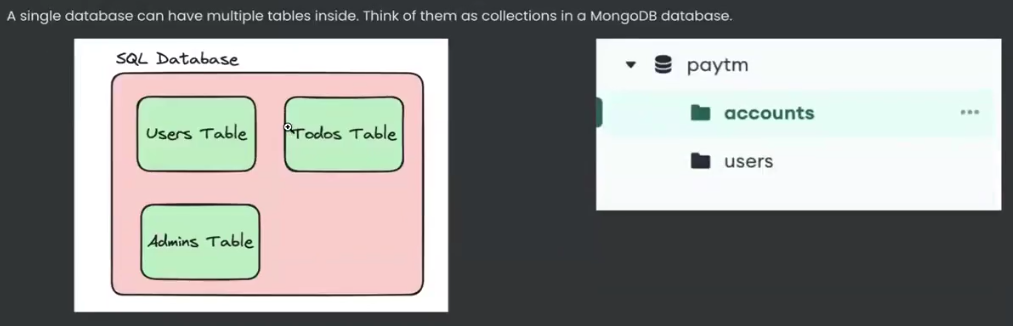 A single database can have multiple tables inside. Think of them as collections in a MongoDB database.
SQL Database
Users Table
Todos Table
Admins Table
paytm
accounts
users